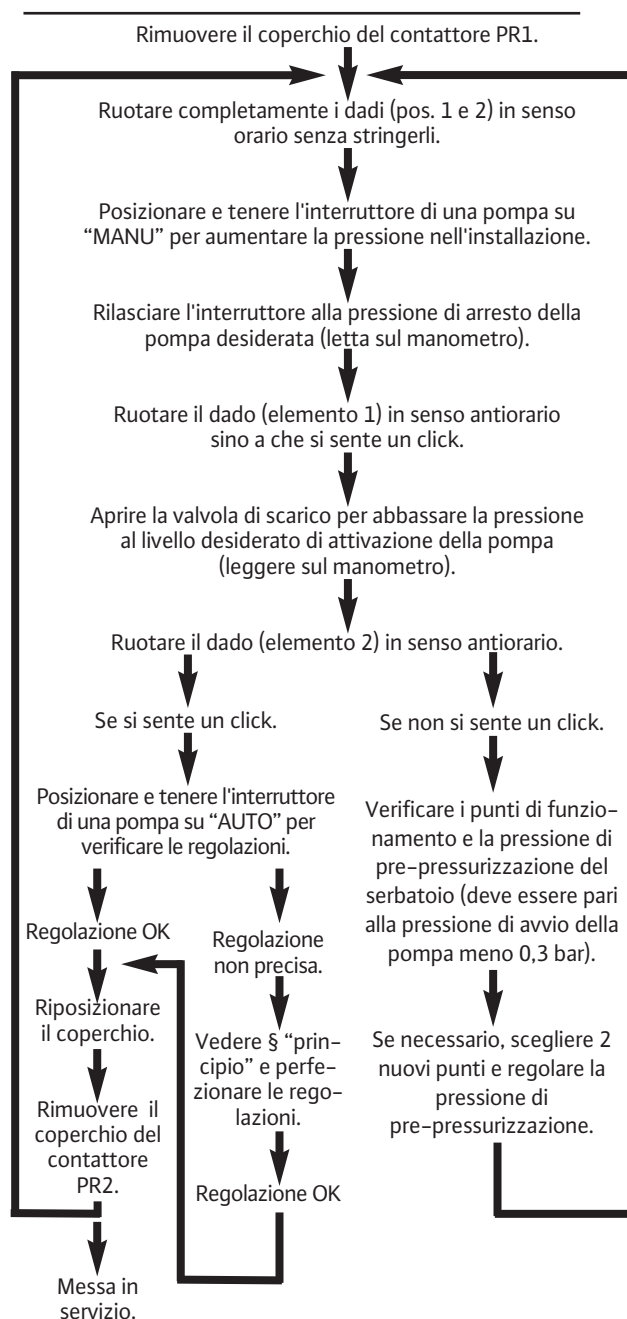 Rimuovere il coperchio del contattore PR1.
Ruotare completamente i dadi (pos. 1 e 2) in senso
orario senza stringerli.
Posizionare e tenere l'interruttore di una pompa su
“MANU” per aumentare la pressione nell'installazione.
Rilasciare l'interruttore alla pressione di arresto della
pompa desiderata (letta sul manometro).
Ruotare il dado (elemento 1) in senso antiorario
sino a che si sente un click.
Aprire la valvola di scarico per abbassare la pressione
al livello desiderato di attivazione della pompa
(leggere sul manometro).
Ruotare il dado (elemento 2) in senso antiorario.
Se si sente un click.
Posizionare e tenere l'interruttore
di una pompa su “AUTO” per
verificare le regolazioni.
Regolazione OK
Riposizionare
il coperchio.
Rimuovere il
coperchio del
contattore
PR2.
Messa in
servizio.
Regolazione
non precisa.
Vedere § “prin-
cipio” e perfe-
zionare le rego-
lazioni.
Regolazione OK
Se non si sente un click.
Verificare i punti di funzio-
namento e la pressione di
pre-pressurizzazione del
serbatoio (deve essere pari
alla pressione di avvio della
pompa meno 0,3 bar).
Se necessario, scegliere 2
nuovi punti e regolare la
pressione di
pre-pressurizzazione.